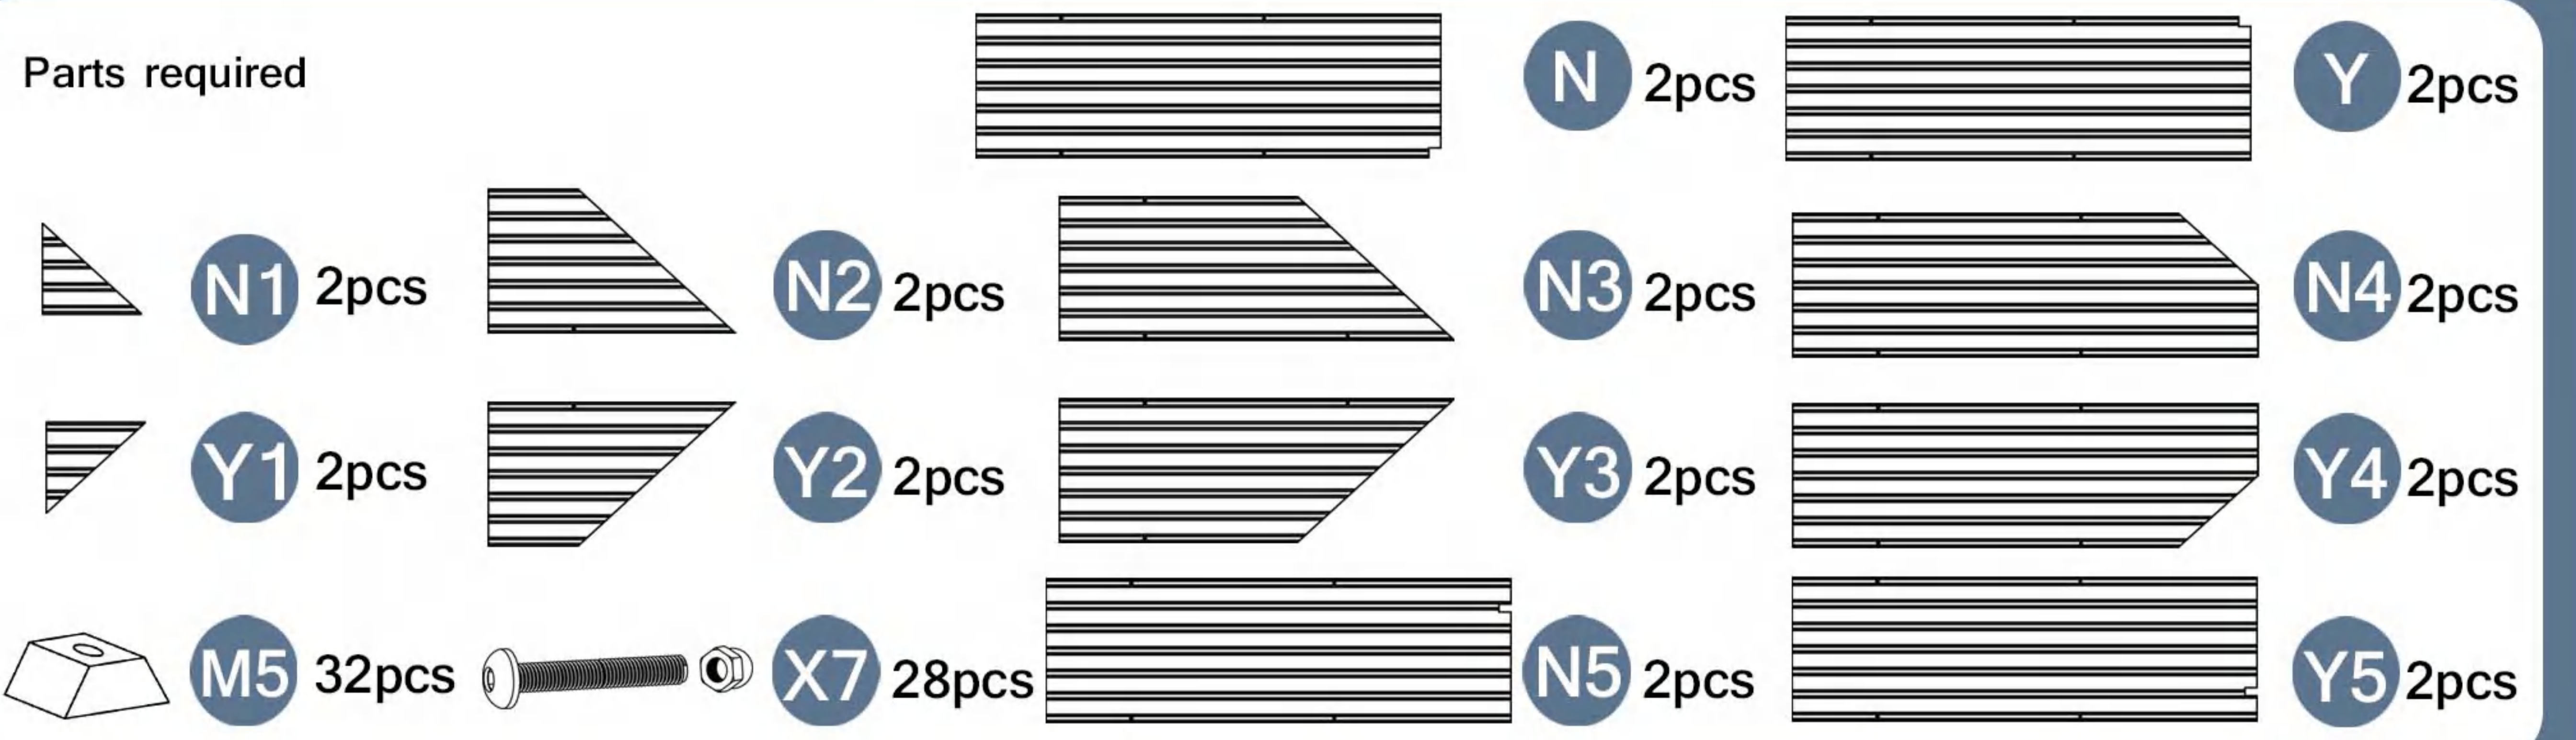 Parts required
N 2pcs Y 2pcs
N1 2pcs N2 2pcs N3 2pcs N4 2pcs
Y1 2pcs Y2 2pcs Y3 2pcs Y4 2pcs
M5 32pcs X7 28pcs N5 2pcs Y5 2pcs